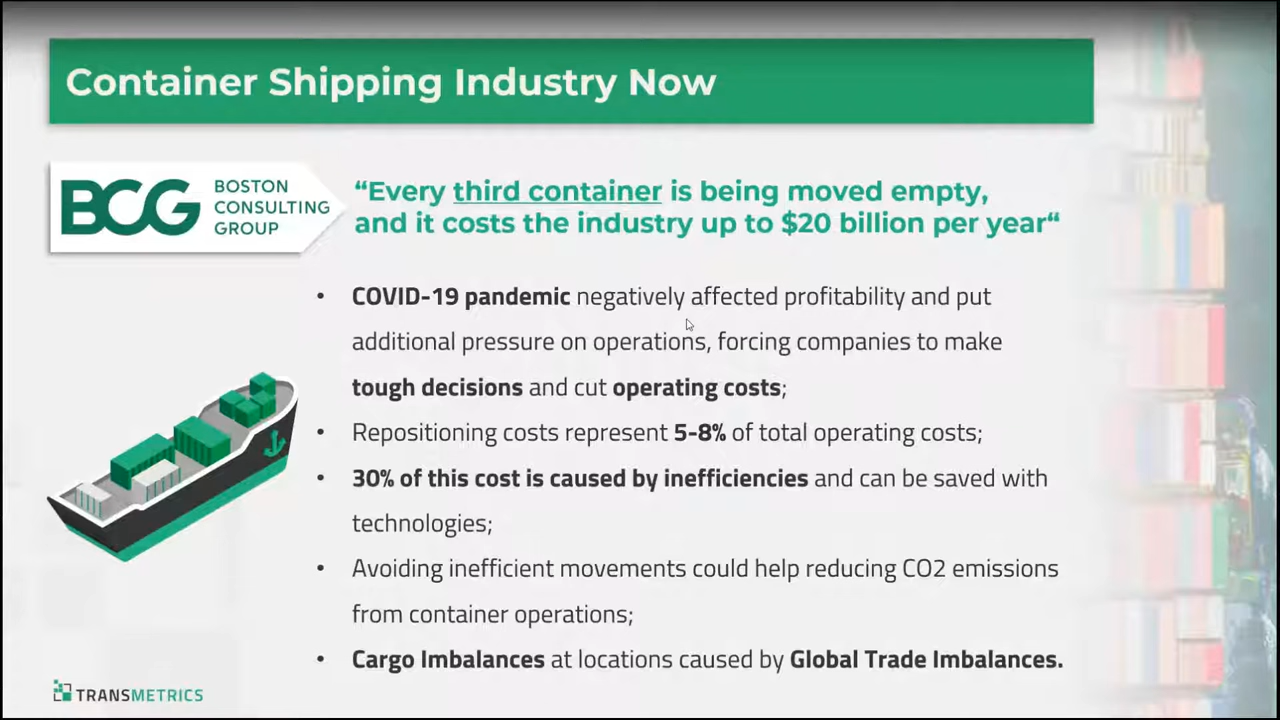 Container Shipping Industry Now
BCG
BOSTON
CONSULTING
GROUP
“Every third container is being moved empty,
and it costs the industry up to $20 billion per year“
• COVID-19 pandemic negatively affected profitability and put
additional pressure on operations, forcing companies to make
tough decisions and cut operating costs;
• Repositioning costs represent 5-8% of total operating costs;
• 30% of this cost is caused by inefficiencies and can be saved with
technologies;
• Avoiding inefficient movements could help reducing CO2 emissions
from container operations;
• Cargo Imbalances at locations caused by Global Trade Imbalances.
TRANSMETRICS